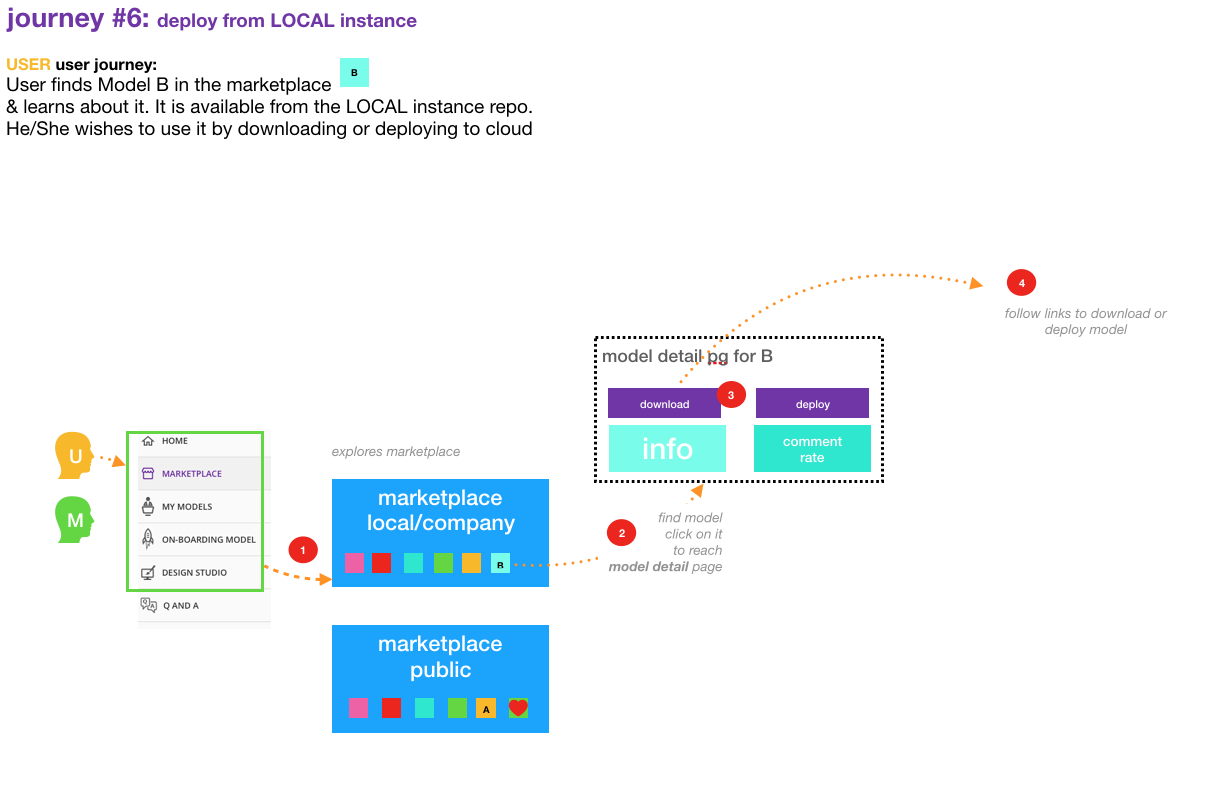 journey #6: deploy from LOCAL instance
USER user journey:
User finds Model B in the marketplace
B
& learns about it. It is available from the LOCAL instance repo.
He/She wishes to use it by downloading or deploying to cloud
4
follow links to download or
deploy model
model detail pg for B
download
3
deploy
info
comment
rate
U
M
HOME
MARKETPLACE
MY MODELS
ON-BOARDING MODEL
DESIGN STUDIO
Q AND A
Q
A
1
explores marketplace
marketplace
local/company
B
2
find model
click on it
to reach
model detail page
marketplace
public
A